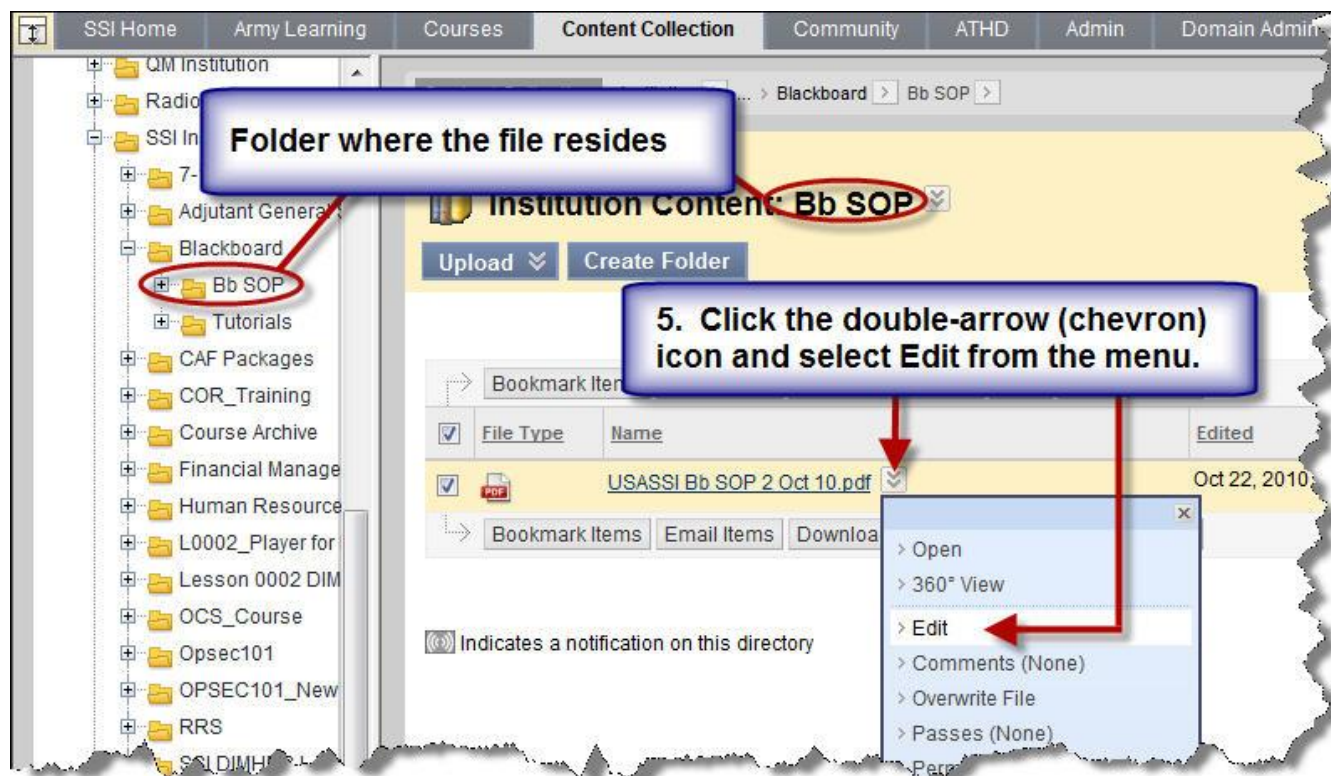 SSI Home Army Learning Courses Content Collection Community ATHD Admin Domain Admin
QM Institution
Radio
SSI In
7-
Adjutant General
Blackboard
Bb SOP
Tutorials
CAF Packages
COR_Training
Course Archive
Financial Manage
Human Resource
L0002_Player for
Lesson 0002 DIM
OCS_Course
Opsec101
OPSEC101_New
RRS
SSI DIMH
... > Blackboard > Bb SOP >
Folder where the file resides
Institution Content: Bb SOP
Upload Create Folder
5. Click the double-arrow (chevron)
icon and select Edit from the menu.
Bookmark Item
File Type Name Edited
PDF USASSI Bb SOP 2 Oct 10.pdf Oct 22, 2010
Bookmark Items Email Items Downloa
> Open
> 360° View
> Edit
> Comments (None)
> Overwrite File
> Passes (None)
> Perm
Indicates a notification on this directory